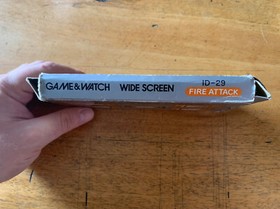 GAME&WATCH WIDE SCREEN ID-29
FIRE ATTACK